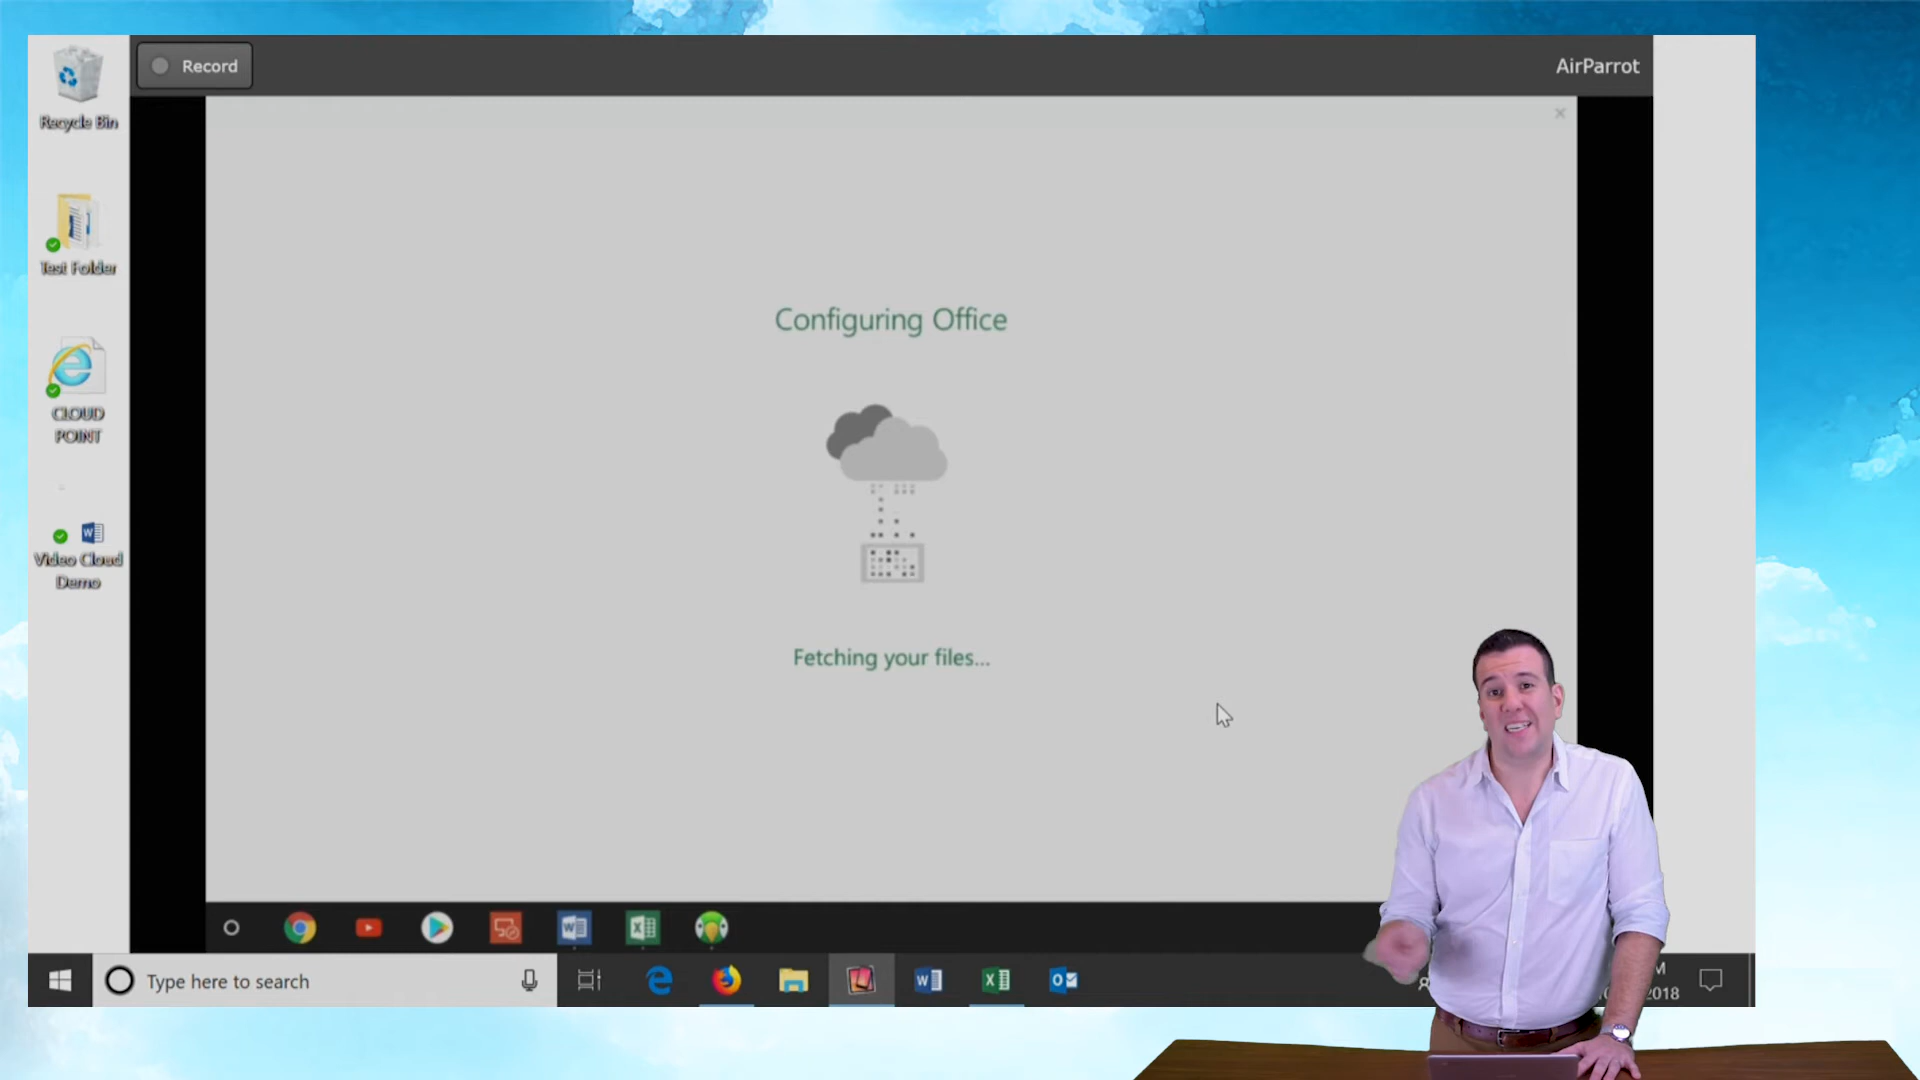 Record
AirParrot
Recycle Bin
Test Folder
CLOUD
POINT
Video Cloud
Demo
Configuring Office
Fetching your files...
Type here to search
2018